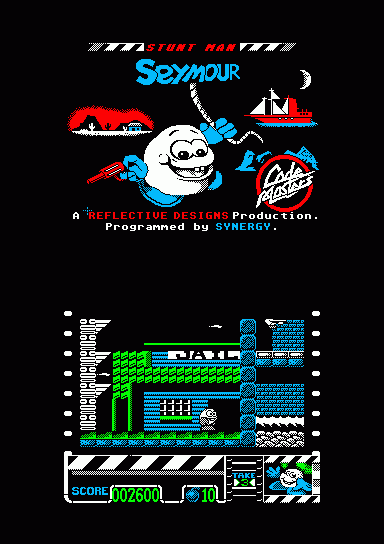 STUNT MAN
SEYMOUR
Code Masters
A REFLECTIVE DESIGNS Production.
Programmed by SYNERGY.
JAIL
SCORE 002600 10
TAKE
3